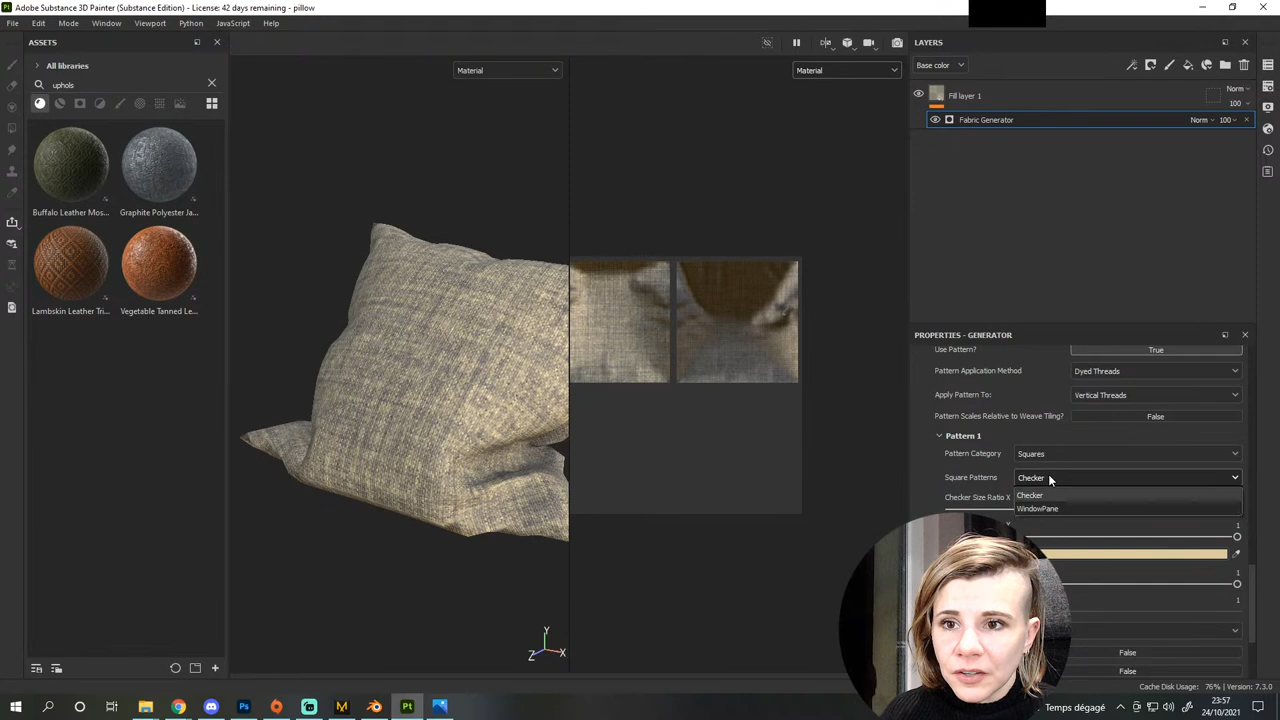 Adobe Substance 3D Painter (Substance Edition) - License: 42 days remaining - pillow
File Edit Mode Window Viewport Python JavaScript Help
ASSETS
All libraries
uphols
Buffalo Leather Mos...
Graphite Polyester Ja...
Lambskin Leather Tri...
Vegetable Tanned Le...
Material
Material
Y
Z X
LAYERS
Base color
Fill layer 1
Norm
100
Fabric Generator Norm 100
PROPERTIES - GENERATOR
Use Pattern? True
Pattern Application Method Dyed Threads
Apply Pattern To: Vertical Threads
Pattern Scales Relative to Weave Tiling? False
Pattern 1
Pattern Category Squares
Square Patterns Checker
Checker
WindowPane
Checker Size Ratio X
1
1
1
False
False
Cache Disk Usage: 76% | Version: 7.3.0
Temps dégagé
23:57
24/10/2021